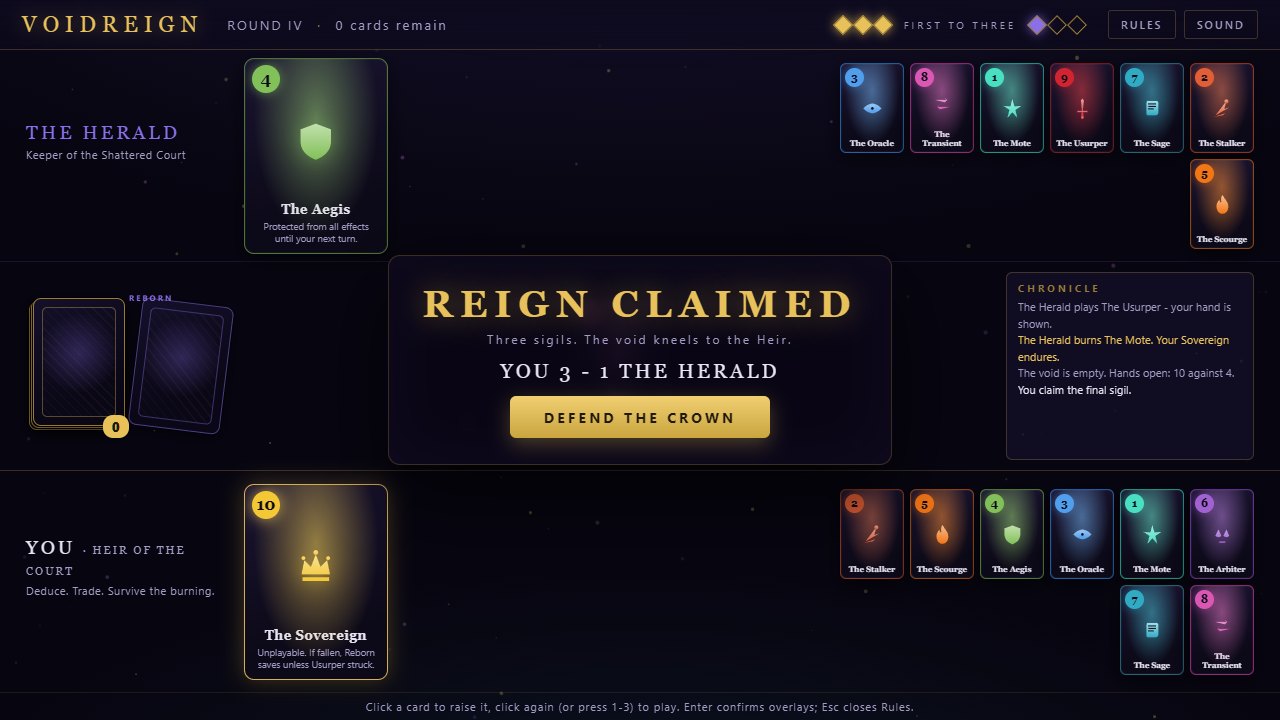 VOIDREIGN
ROUND IV · 0 cards remain
FIRST TO THREE
RULES
SOUND
THE HERALD
Keeper of the Shattered Court
4
The Aegis
Protected from all effects
until your next turn.
3
The Oracle
8
The
Transient
1
The Mote
9
The Usurper
7
The Sage
2
The Stalker
5
The Scourge
REBORN
0
REIGN CLAIMED
Three sigils. The void kneels to the Heir.
YOU 3 - 1 THE HERALD
DEFEND THE CROWN
CHRONICLE
The Herald plays The Usurper - your hand is
shown.
The Herald burns The Mote. Your Sovereign
endures.
The void is empty. Hands open: 10 against 4.
You claim the final sigil.
YOU · HEIR OF THE
COURT
Deduce. Trade. Survive the burning.
10
The Sovereign
Unplayable. If fallen, Reborn
saves unless Usurper struck.
2
The Stalker
5
The Scourge
4
The Aegis
3
The Oracle
1
The Mote
6
The Arbiter
7
The Sage
8
The
Transient
Click a card to raise it, click again (or press 1-3) to play. Enter confirms overlays; Esc closes Rules.